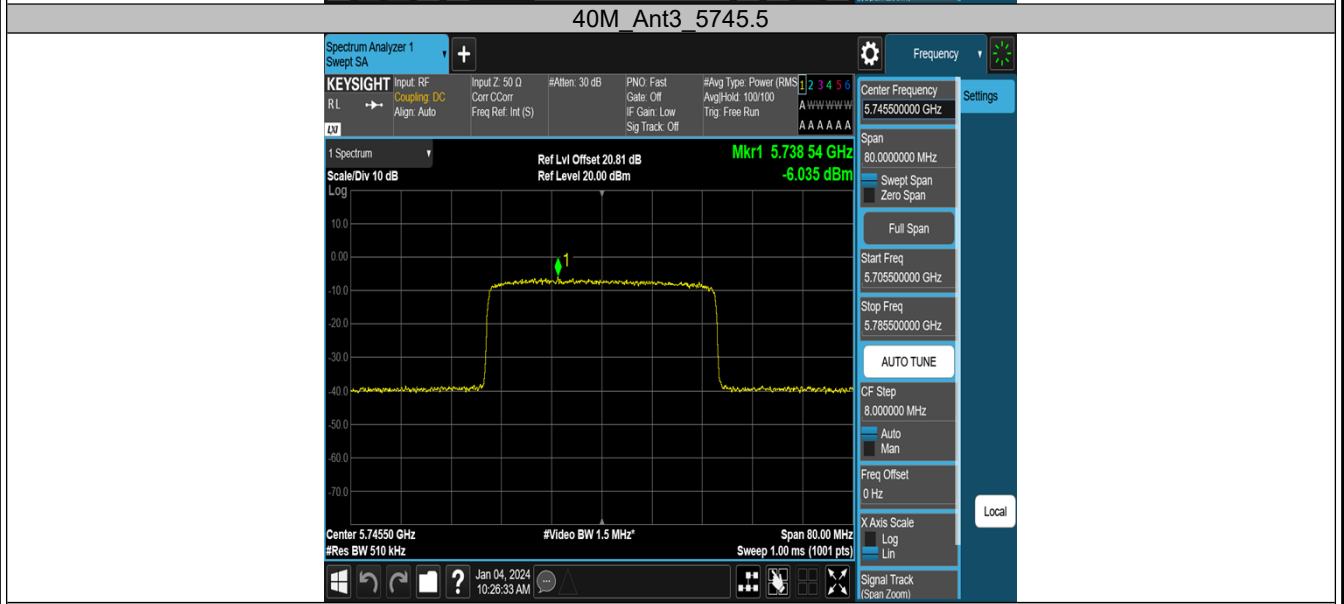 40M_Ant3_5745.5
Spectrum Analyzer 1
Swept SA
Frequency
KEYSIGHT
RL
LXI
Input: RF
Coupling: DC
Align: Auto
Input Z: 50 Ω
Corr CCorr
Freq Ref: Int (S)
#Atten: 30 dB
PNO: Fast
Gate: Off
IF Gain: Low
Sig Track: Off
#Avg Type: Power (RMS
Avg|Hold: 100/100
Trig: Free Run
1 2 3 4 5 6
A W W W W W
A A A A A A
1 Spectrum
Scale/Div 10 dB
Log
Ref Lvl Offset 20.81 dB
Ref Level 20.00 dBm
Mkr1 5.738 54 GHz
-6.035 dBm
10.0
0.00
-10.0
-20.0
-30.0
-40.0
-50.0
-60.0
-70.0
1
Center 5.74550 GHz
#Res BW 510 kHz
#Video BW 1.5 MHz*
Span 80.00 MHz
Sweep 1.00 ms (1001 pts)
Jan 04, 2024
10:26:33 AM
Center Frequency
5.745500000 GHz
Settings
Span
80.0000000 MHz
Swept Span
Zero Span
Full Span
Start Freq
5.705500000 GHz
Stop Freq
5.785500000 GHz
AUTO TUNE
CF Step
8.000000 MHz
Auto
Man
Freq Offset
0 Hz
X Axis Scale
Log
Lin
Local
Signal Track
(Span Zoom)